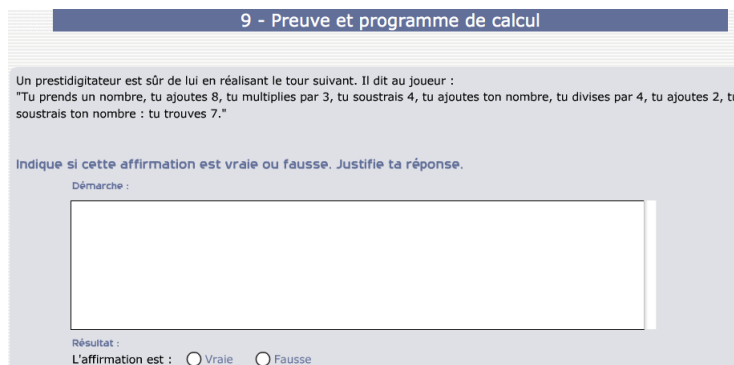 9 - Preuve et programme de calcul
Un prestidigitateur est sûr de lui en réalisant le tour suivant. Il dit au joueur :
"Tu prends un nombre, tu ajoutes 8, tu multiplies par 3, tu soustrais 4, tu ajoutes ton nombre, tu divises par 4, tu ajoutes 2,
soustrais ton nombre : tu trouves 7."
Indique si cette affirmation est vraie ou fausse. Justifie ta réponse.
Démarche :
Résultat :
L'affirmation est : Vraie Fausse